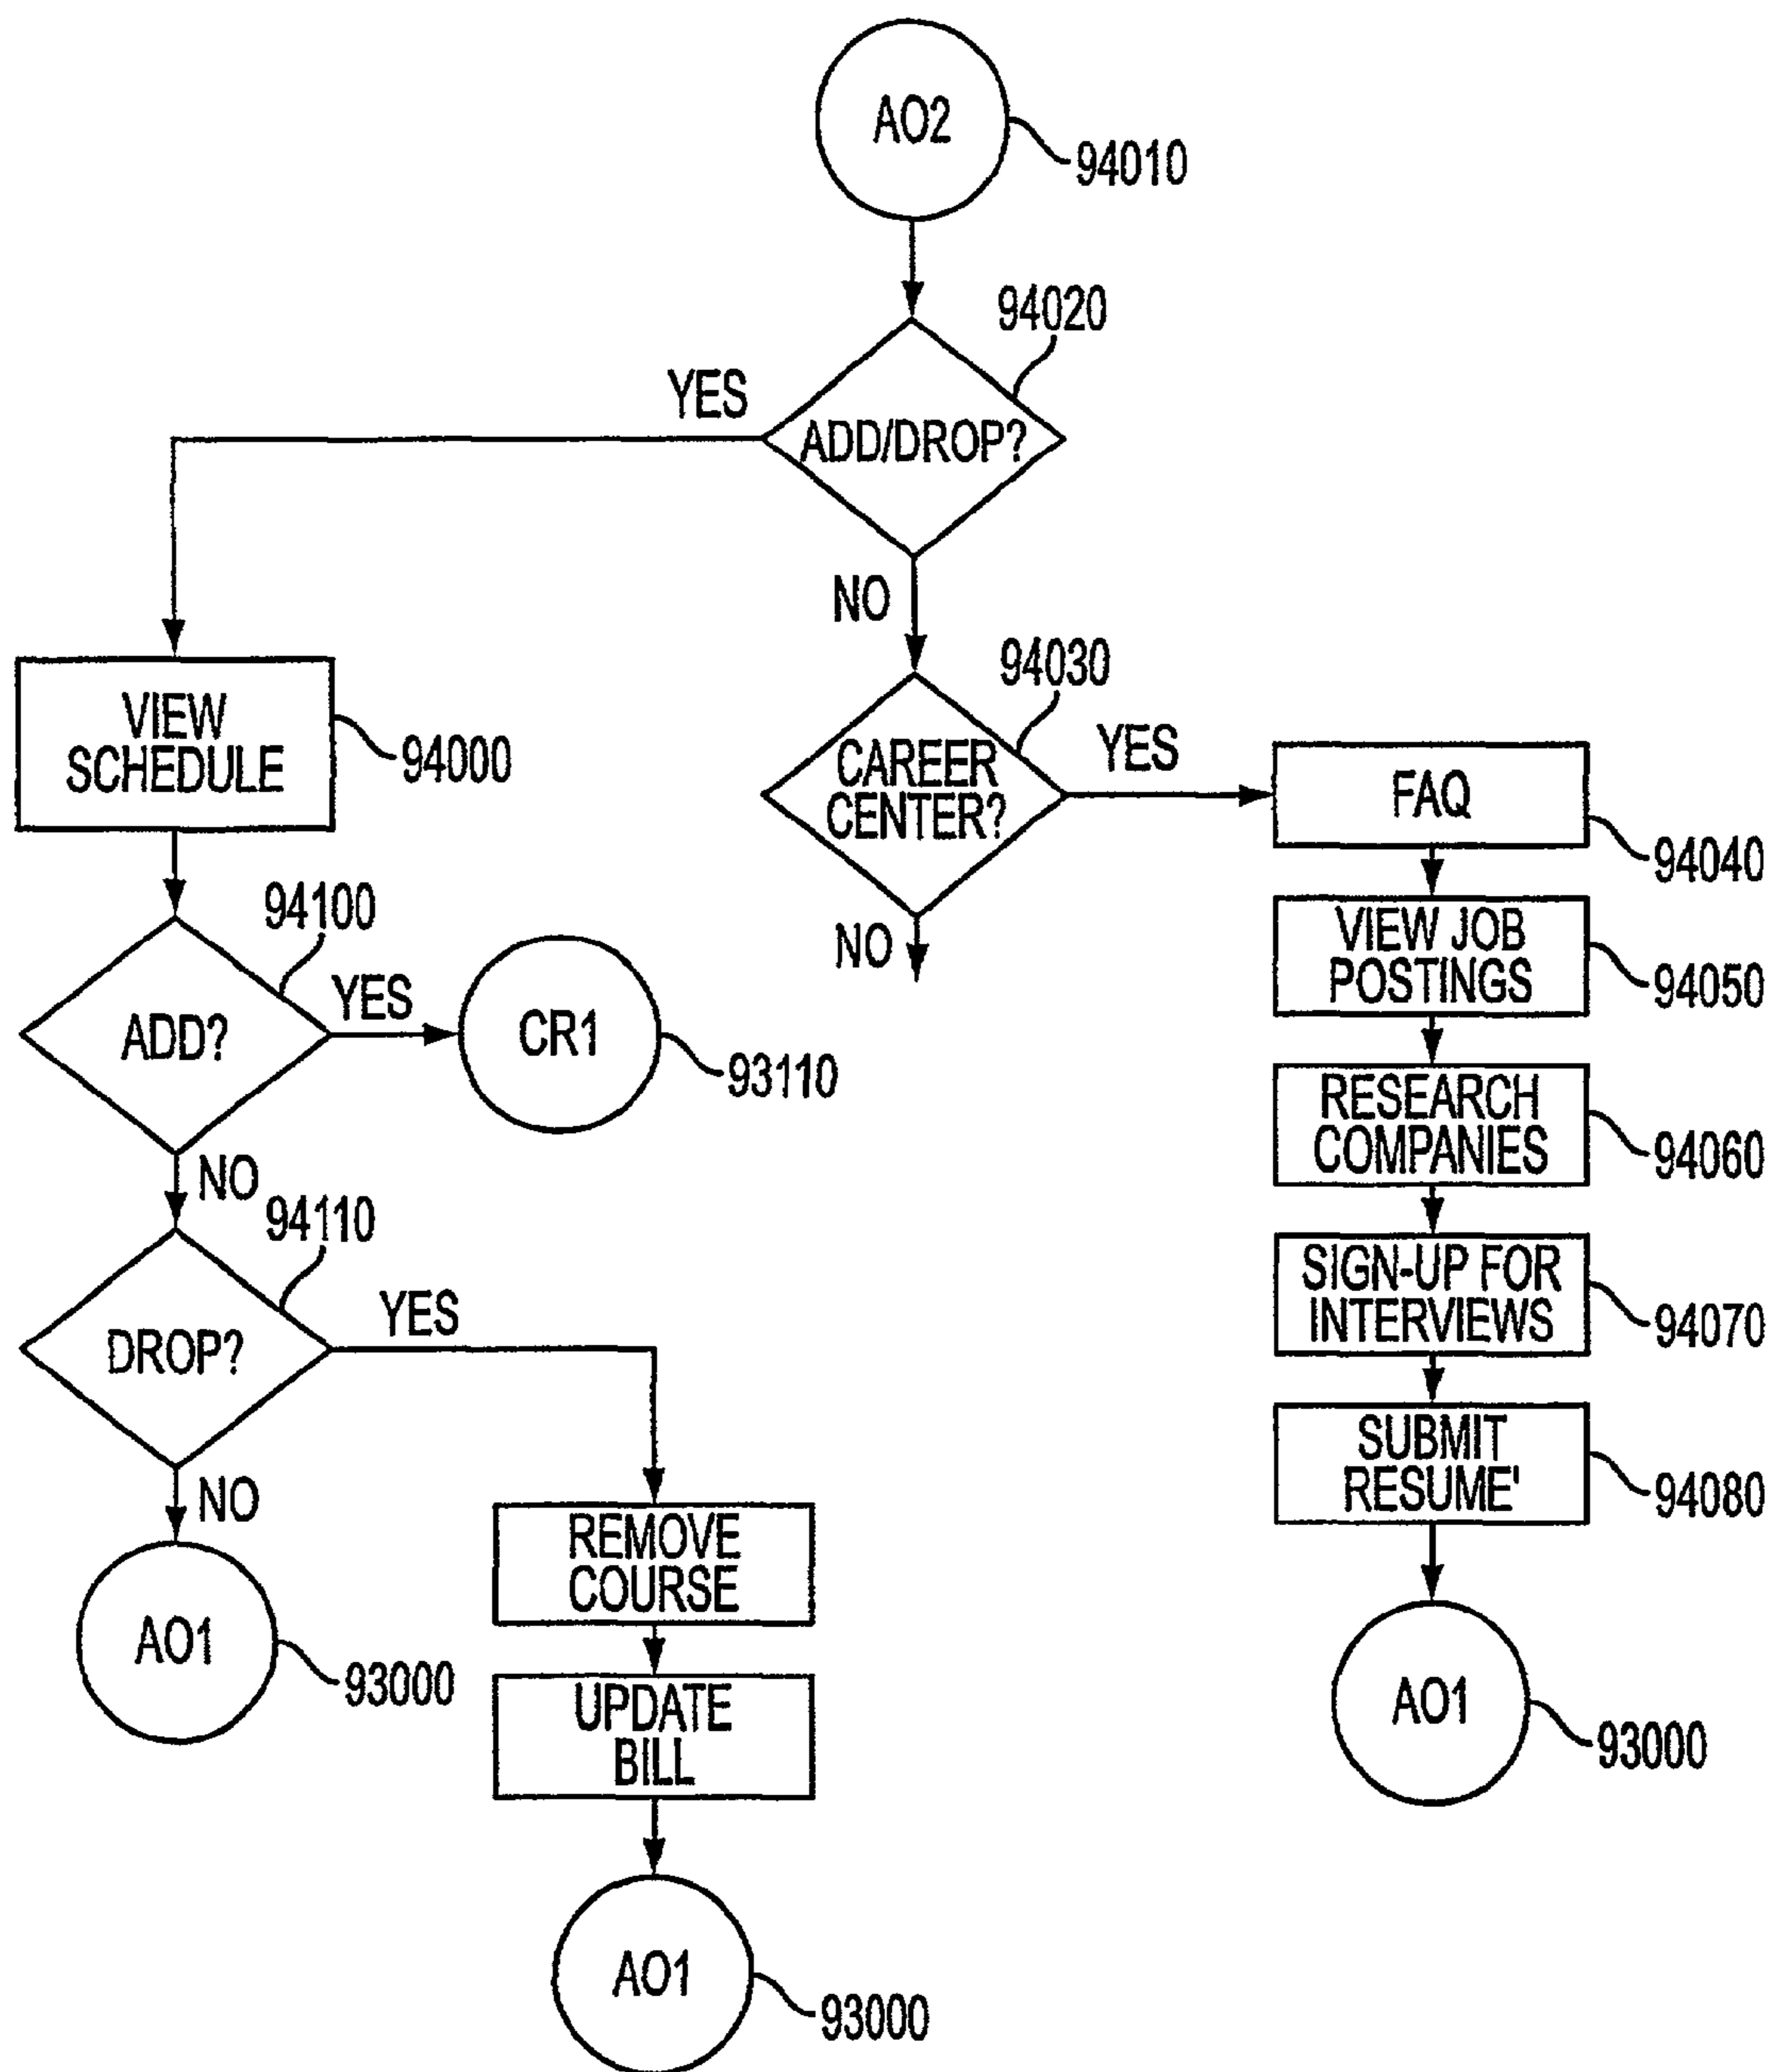 AO2
94010
94020
YES
ADD/DROP?
NO
94030
VIEW
SCHEDULE
94000
CAREER
CENTER?
YES
FAQ
94040
NO
VIEW JOB
POSTINGS
94050
94100
ADD?
YES
CR1
93110
RESEARCH
COMPANIES
94060
NO
94110
DROP?
YES
SIGN-UP FOR
INTERVIEWS
94070
SUBMIT
RESUME'
94080
NO
REMOVE
COURSE
AO1
93000
UPDATE
BILL
AO1
93000
AO1
93000